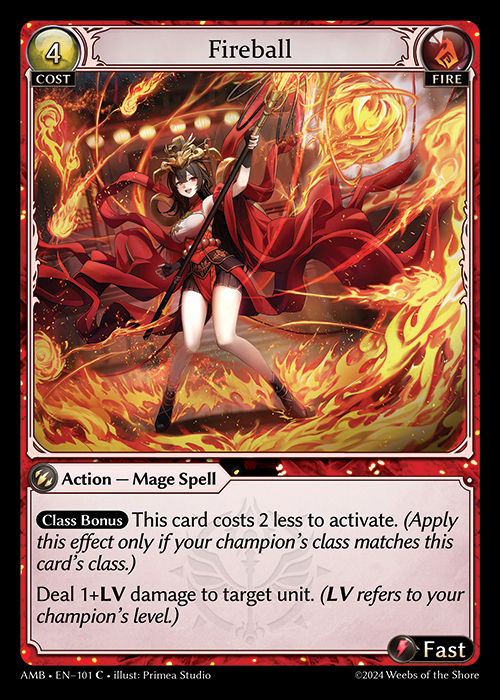 4
Fireball
COST
FIRE
Action — Mage Spell
Class Bonus This card costs 2 less to activate. (Apply
this effect only if your champion's class matches this
card's class.)
Deal 1+LV damage to target unit. (LV refers to your
champion's level.)
Fast
AMB • EN–101 C • illust: Primea Studio
©2024 Weebs of the Shore